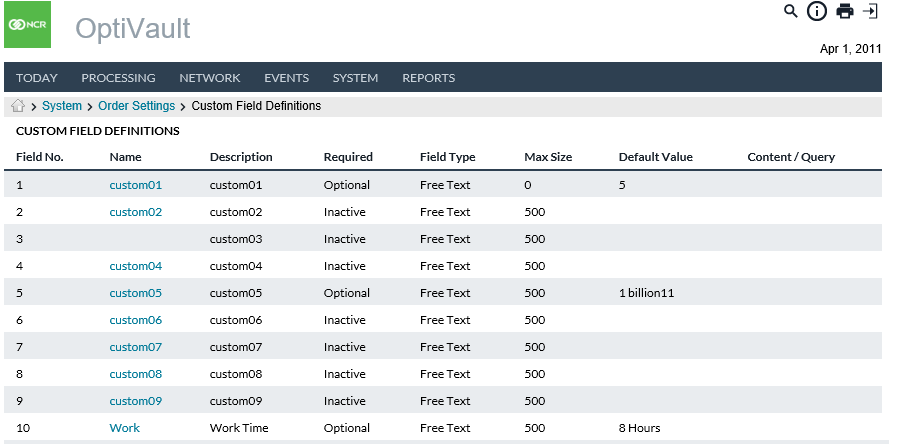 NCR
OptiVault
Apr 1, 2011
TODAY PROCESSING NETWORK EVENTS SYSTEM REPORTS
> System > Order Settings > Custom Field Definitions
CUSTOM FIELD DEFINITIONS
Field No. Name Description Required Field Type Max Size Default Value Content / Query
1 custom01 custom01 Optional Free Text 0 5
2 custom02 custom02 Inactive Free Text 500
3 custom03 Inactive Free Text 500
4 custom04 custom04 Inactive Free Text 500
5 custom05 custom05 Optional Free Text 500 1 billion11
6 custom06 custom06 Inactive Free Text 500
7 custom07 custom07 Inactive Free Text 500
8 custom08 custom08 Inactive Free Text 500
9 custom09 custom09 Inactive Free Text 500
10 Work Work Time Optional Free Text 500 8 Hours